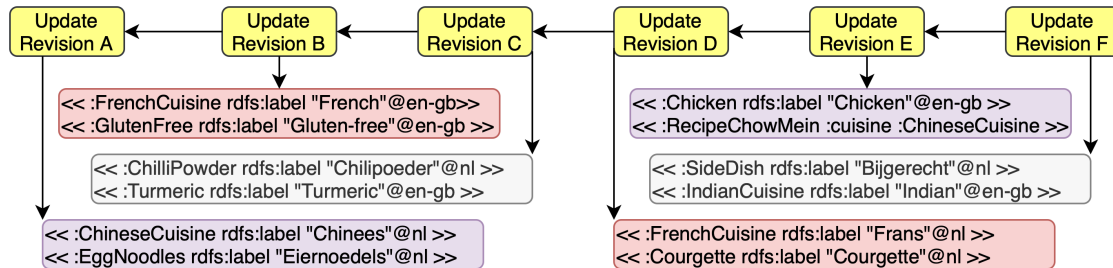 Update
Revision A
Update
Revision B
Update
Revision C
Update
Revision D
Update
Revision E
Update
Revision F
<< :FrenchCuisine rdfs:label "French"@en-gb>>
<< :GlutenFree rdfs:label "Gluten-free"@en-gb >>
<< :Chicken rdfs:label "Chicken"@en-gb >>
<< :RecipeChowMein :cuisine :ChineseCuisine >>
<< :ChilliPowder rdfs:label "Chilipoeder"@nl >>
<< :Turmeric rdfs:label "Turmeric"@en-gb >>
<< :SideDish rdfs:label "Bijgerecht"@nl >>
<< :IndianCuisine rdfs:label "Indian"@en-gb >>
<< :ChineseCuisine rdfs:label "Chinees"@nl >>
<< :EggNoodles rdfs:label "Eiernoedels"@nl >>
<< :FrenchCuisine rdfs:label "Frans"@nl >>
<< :Courgette rdfs:label "Courgette"@nl >>